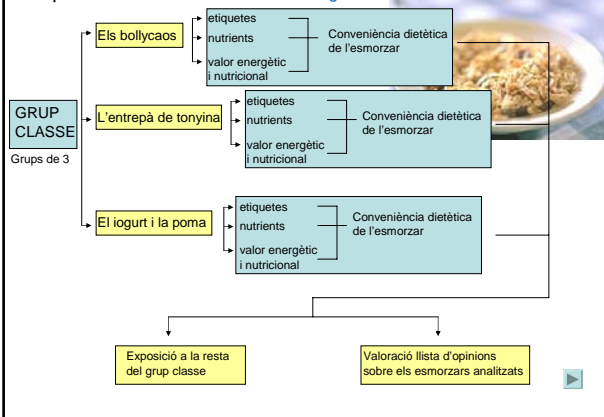 GRUP
CLASSE
Grups de 3
Els bollycaos
etiquetes
nutrients
valor energètic
i nutricional
Conveniència dietètica
de l'esmorzar
L'entrepà de tonyina
etiquetes
nutrients
valor energètic
i nutricional
Conveniència dietètica
de l'esmorzar
El iogurt i la poma
etiquetes
nutrients
valor energètic
i nutricional
Conveniència dietètica
de l'esmorzar
Exposició a la resta
del grup classe
Valoració llista d'opinions
sobre els esmorzars analitzats